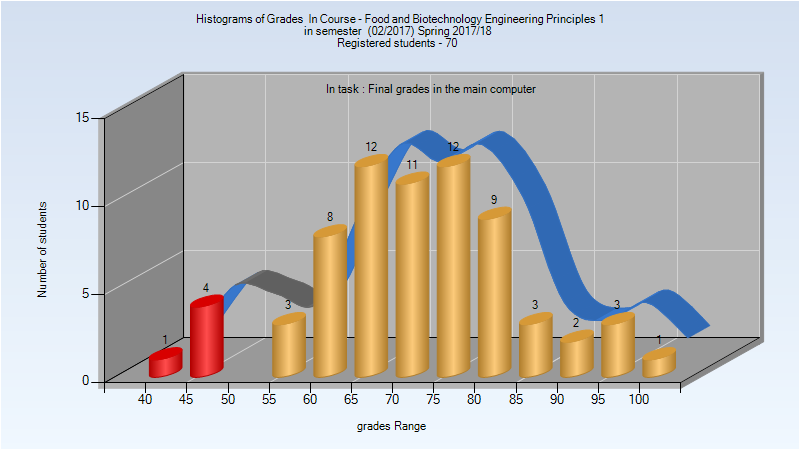 Histograms of Grades  In Course - Food and Biotechnology Engineering Principles 1
in semester  (02/2017) Spring 2017/18
Registered students - 70
In task : Final grades in the main computer
15
10
5
0
Number of students
1
4
3
8
12
11
12
9
3
2
3
1
40 45 50 55 60 65 70 75 80 85 90 95 100
grades Range